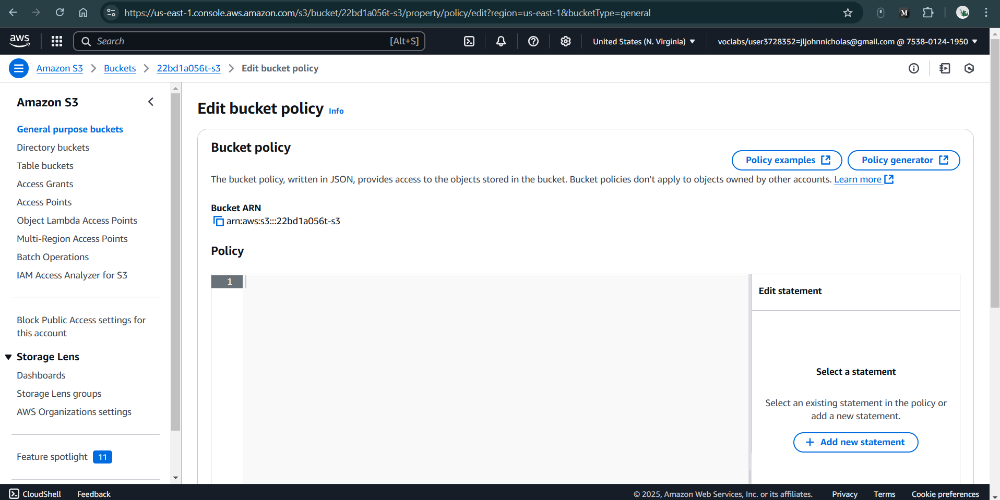 https://us-east-1.console.aws.amazon.com/s3/bucket/22bd1a056t-s3/property/policy/edit?region=us-east-1&bucketType=general
M
aws
Search [Alt+S]
United States (N. Virginia)
voclabs/user3728352=jljohnnicholas@gmail.com @ 7538-0124-1950
Amazon S3 > Buckets > 22bd1a056t-s3 > Edit bucket policy
Amazon S3
General purpose buckets
Directory buckets
Table buckets
Access Grants
Access Points
Object Lambda Access Points
Multi-Region Access Points
Batch Operations
IAM Access Analyzer for S3
Block Public Access settings for
this account
Storage Lens
Dashboards
Storage Lens groups
AWS Organizations settings
Feature spotlight 11
Edit bucket policy Info
Bucket policy
Policy examples
Policy generator
The bucket policy, written in JSON, provides access to the objects stored in the bucket. Bucket policies don't apply to objects owned by other accounts. Learn more
Bucket ARN
arn:aws:s3:::22bd1a056t-s3
Policy
1
Edit statement
Select a statement
Select an existing statement in the policy or
add a new statement.
+ Add new statement
CloudShell Feedback
© 2025, Amazon Web Services, Inc. or its affiliates. Privacy Terms Cookie preferences